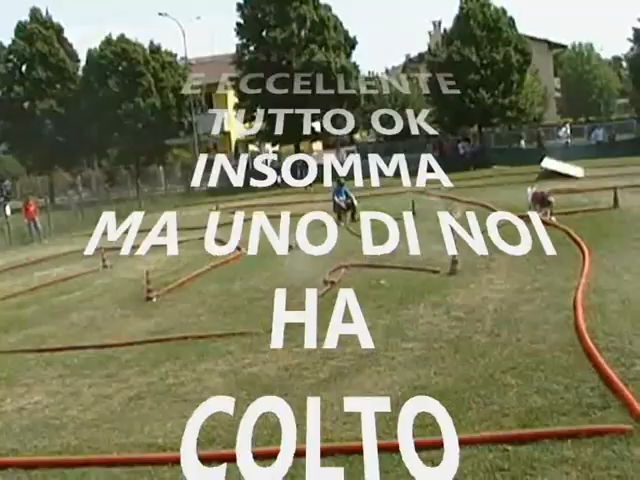 E ECCELLENTE
TUTTO OK
INSOMMA
MA UNO DI NOI
HA
COLTO